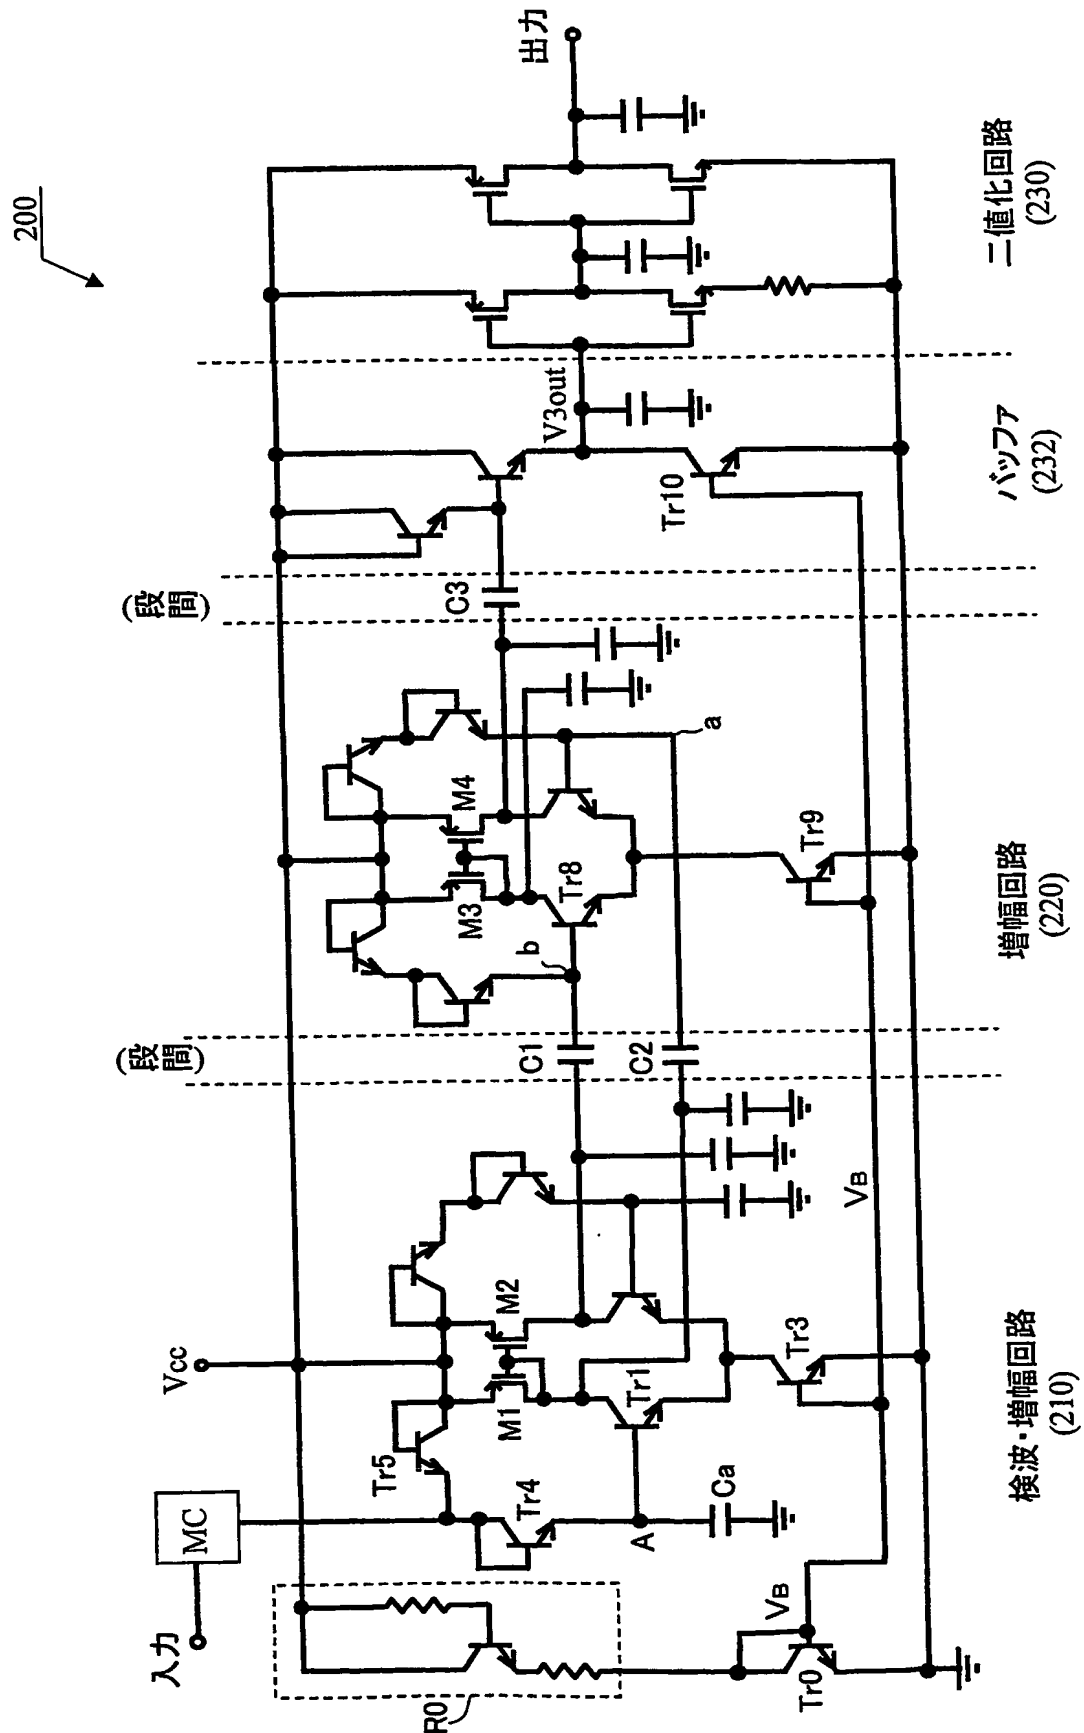 200
入力
MC
Vcc
R0
Tr0
VB
Tr5
Tr4
A
Ca
M1
M2
Tr1
Tr3
VB
検波・増幅回路
(210)
(段間)
C1
C2
b
a
M3
M4
Tr8
Tr9
増幅回路
(220)
(段間)
C3
V3out
Tr10
バッファ
(232)
出力
二値化回路
(230)